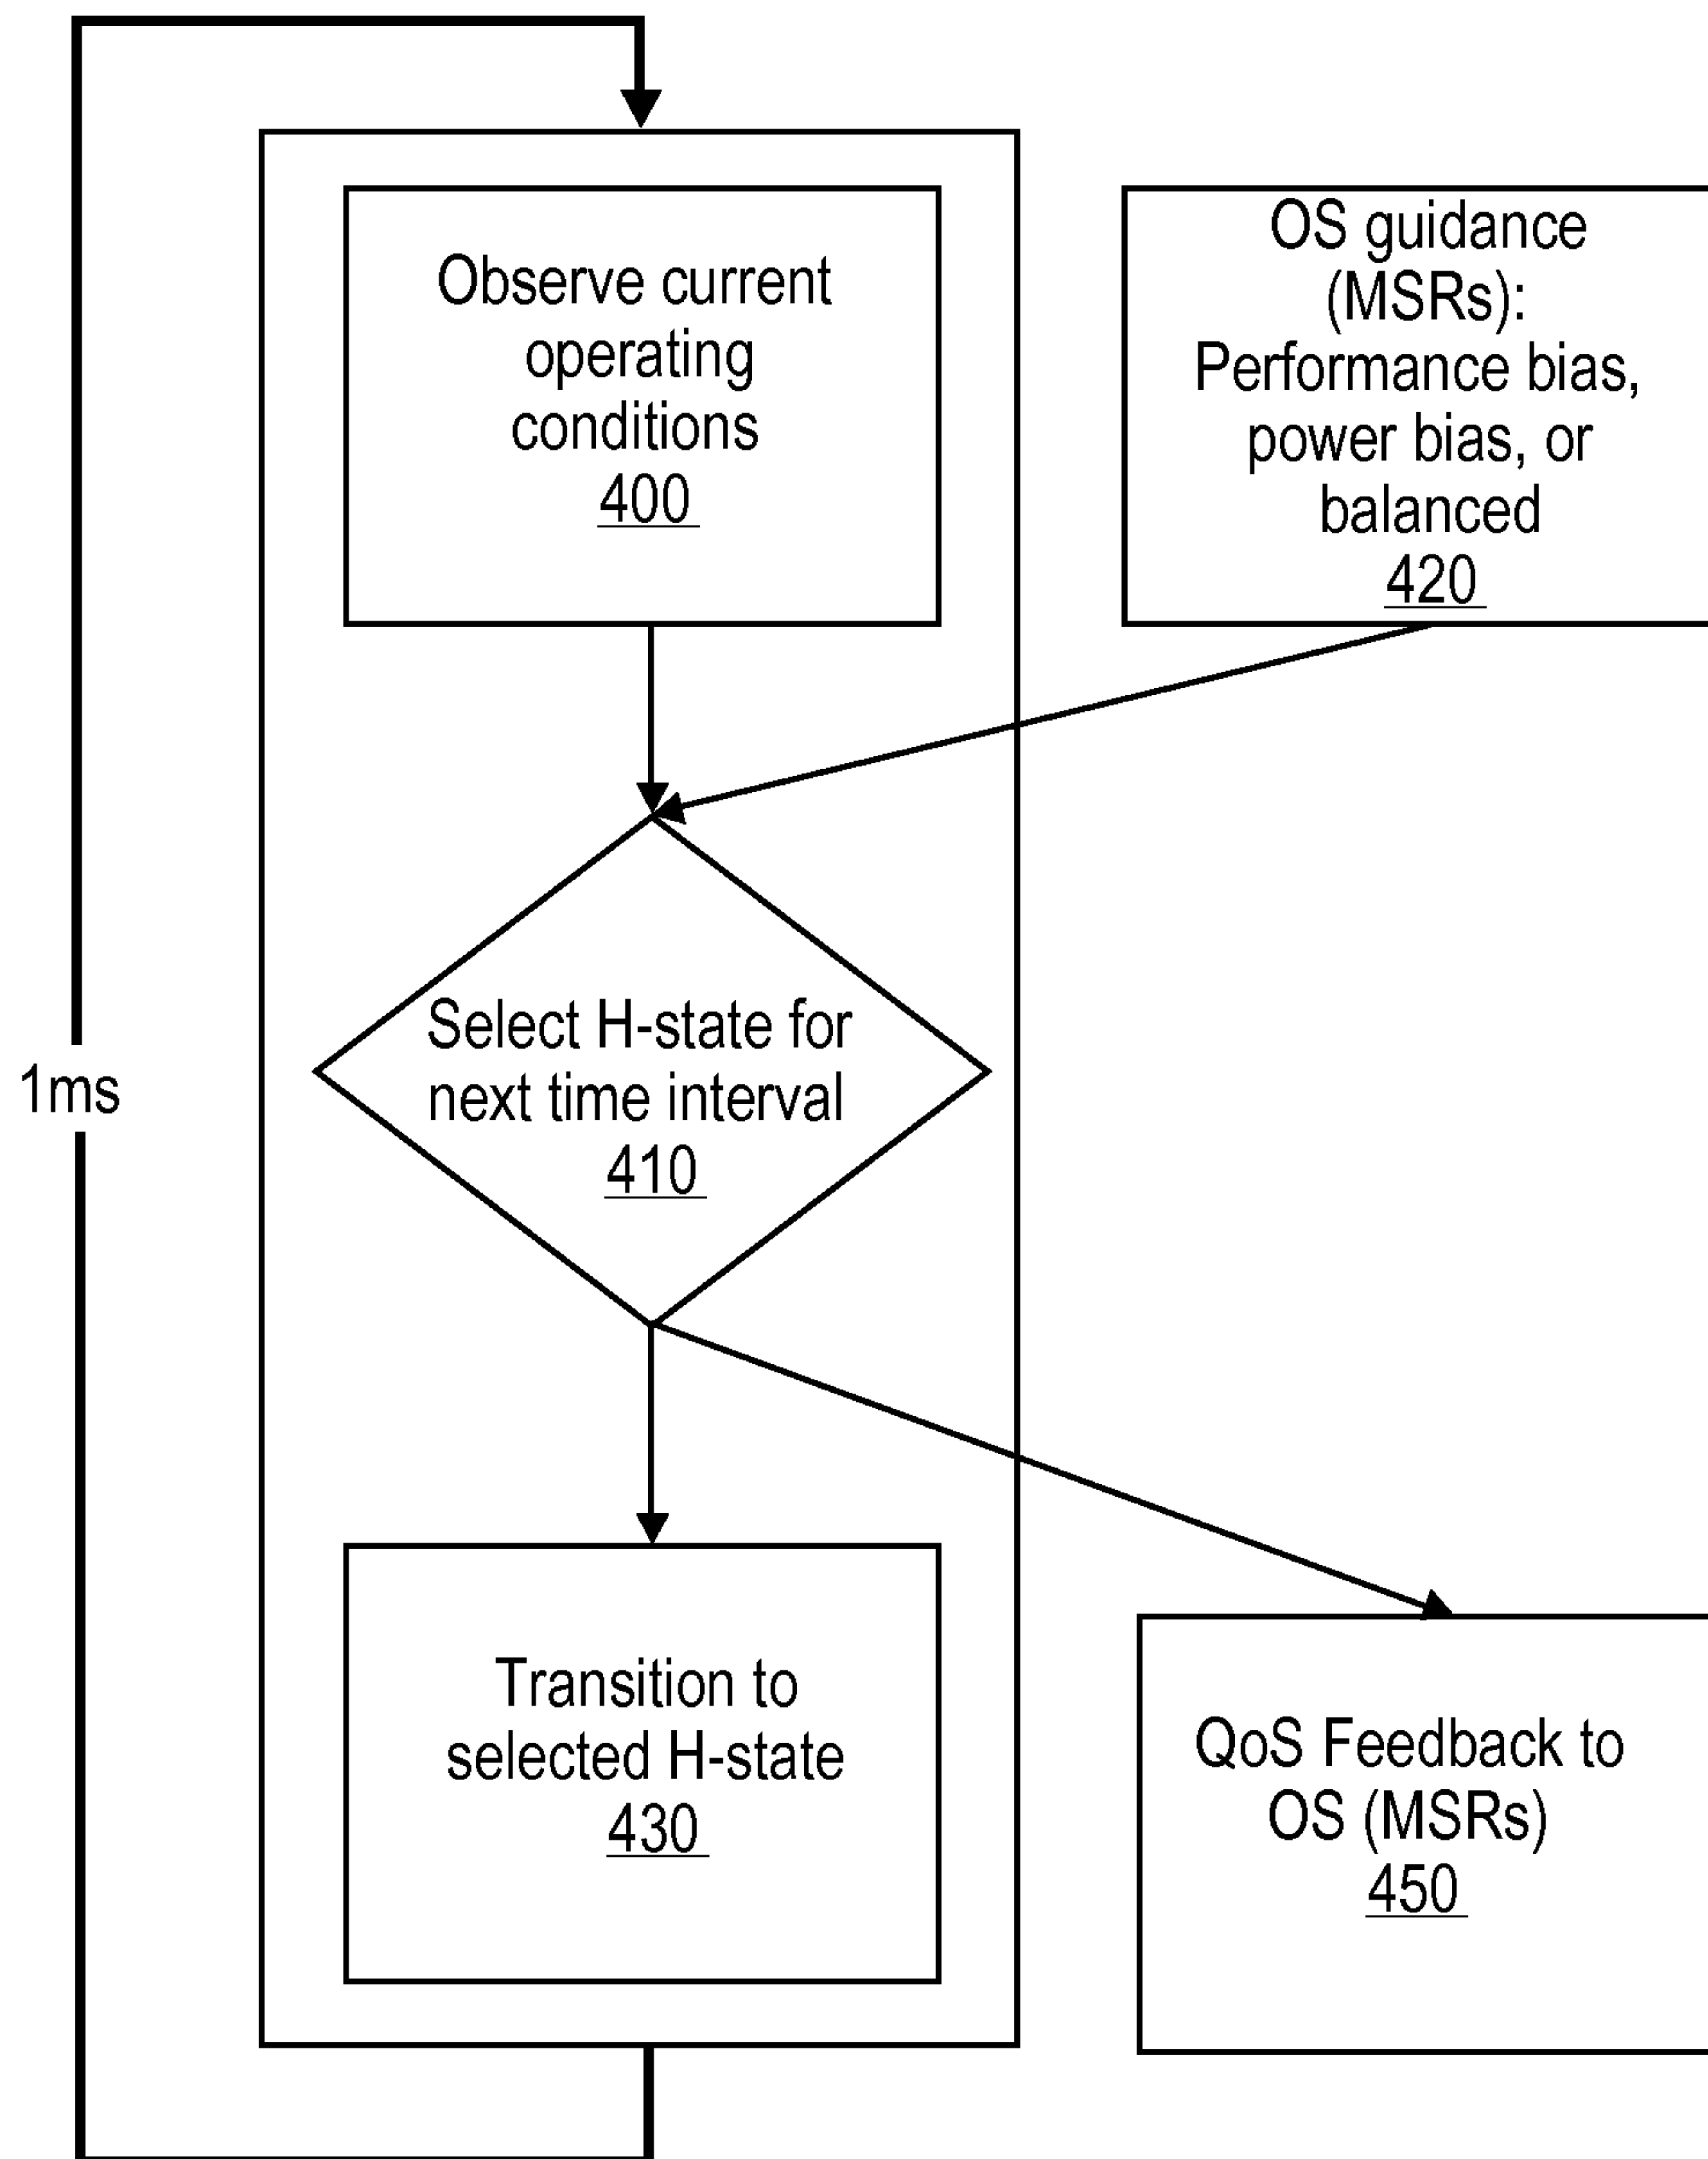 Observe current
operating
conditions
400
OS guidance
(MSRs):
Performance bias,
power bias, or
balanced
420
Select H-state for
next time interval
410
1ms
Transition to
selected H-state
430
QoS Feedback to
OS (MSRs)
450